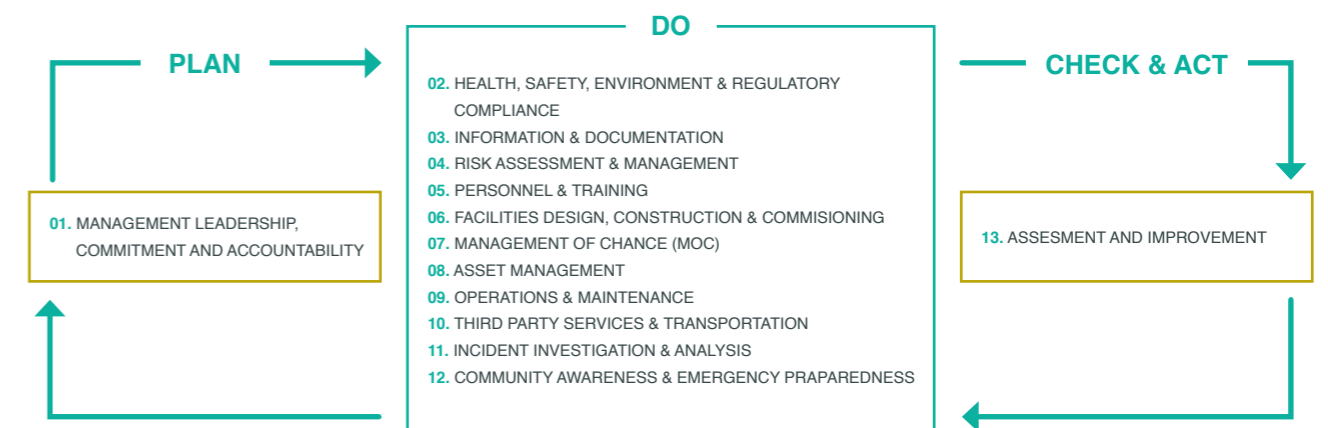 PLAN
01. MANAGEMENT LEADERSHIP,
COMMITMENT AND ACCOUNTABILITY
DO
02. HEALTH, SAFETY, ENVIRONMENT & REGULATORY
COMPLIANCE
03. INFORMATION & DOCUMENTATION
04. RISK ASSESSMENT & MANAGEMENT
05. PERSONNEL & TRAINING
06. FACILITIES DESIGN, CONSTRUCTION & COMMISIONING
07. MANAGEMENT OF CHANCE (MOC)
08. ASSET MANAGEMENT
09. OPERATIONS & MAINTENANCE
10. THIRD PARTY SERVICES & TRANSPORTATION
11. INCIDENT INVESTIGATION & ANALYSIS
12. COMMUNITY AWARENESS & EMERGENCY PRAPAREDNESS
CHECK & ACT
13. ASSESMENT AND IMPROVEMENT